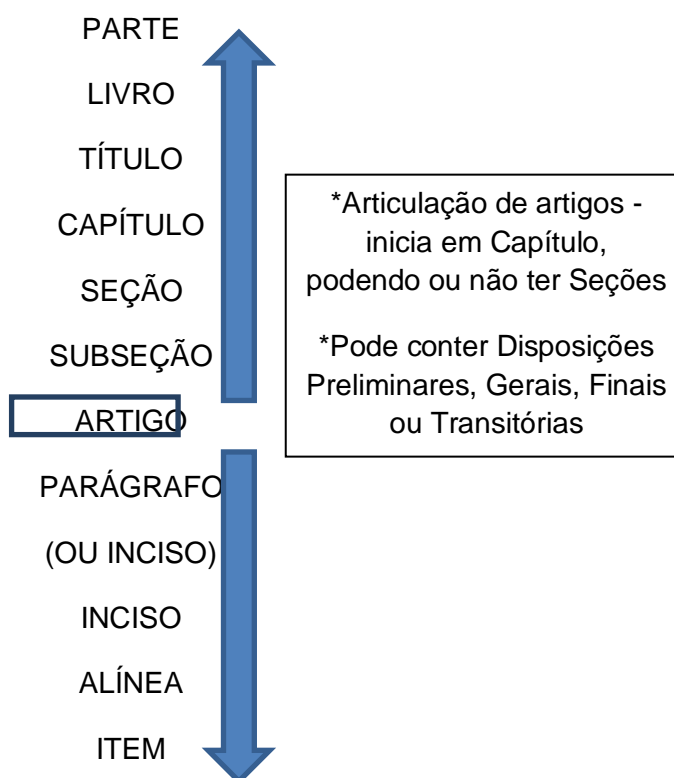 PARTE
LIVRO
TÍTULO
CAPÍTULO
SEÇÃO
SUBSEÇÃO
ARTIGO
PARÁGRAFO
(OU INCISO)
INCISO
ALÍNEA
ITEM
*Articulação de artigos -
inicia em Capítulo,
podendo ou não ter Seções
*Pode conter Disposições
Preliminares, Gerais, Finais
ou Transitórias